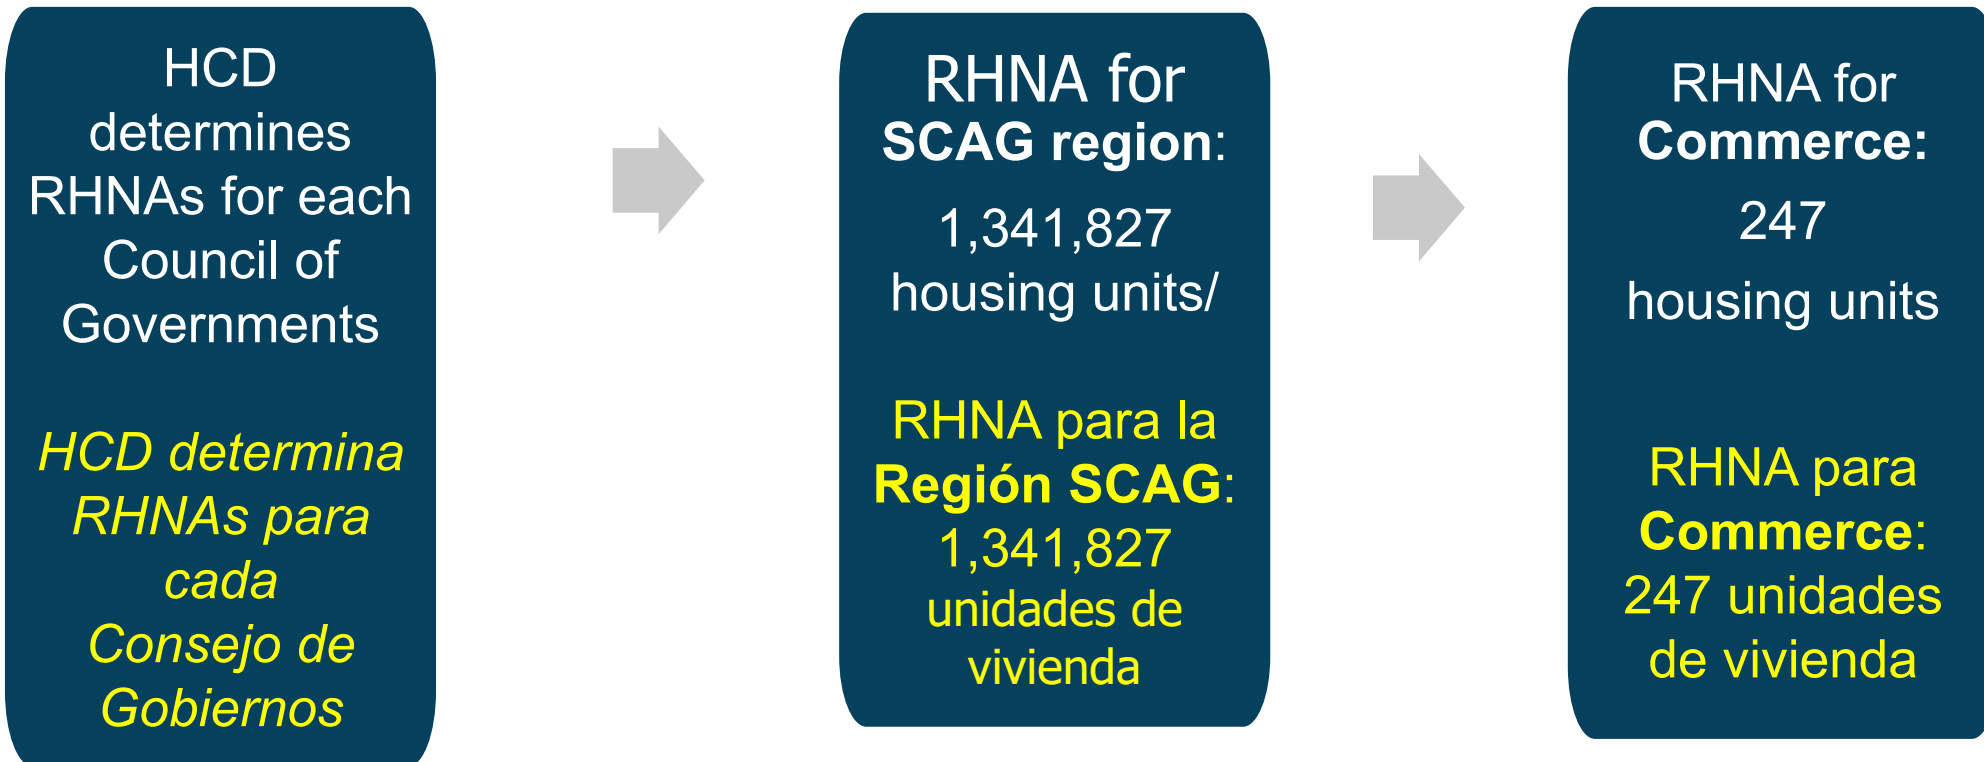 HCD
determines
RHNAs for each
Council of
Governments
HCD determina
RHNAs para
cada
Consejo de
Gobiernos
RHNA for
SCAG region:
1,341,827
housing units/
RHNA para la
Región SCAG:
1,341,827
unidades de
vivienda
RHNA for
Commerce:
247
housing units
RHNA para
Commerce:
247 unidades
de vivienda